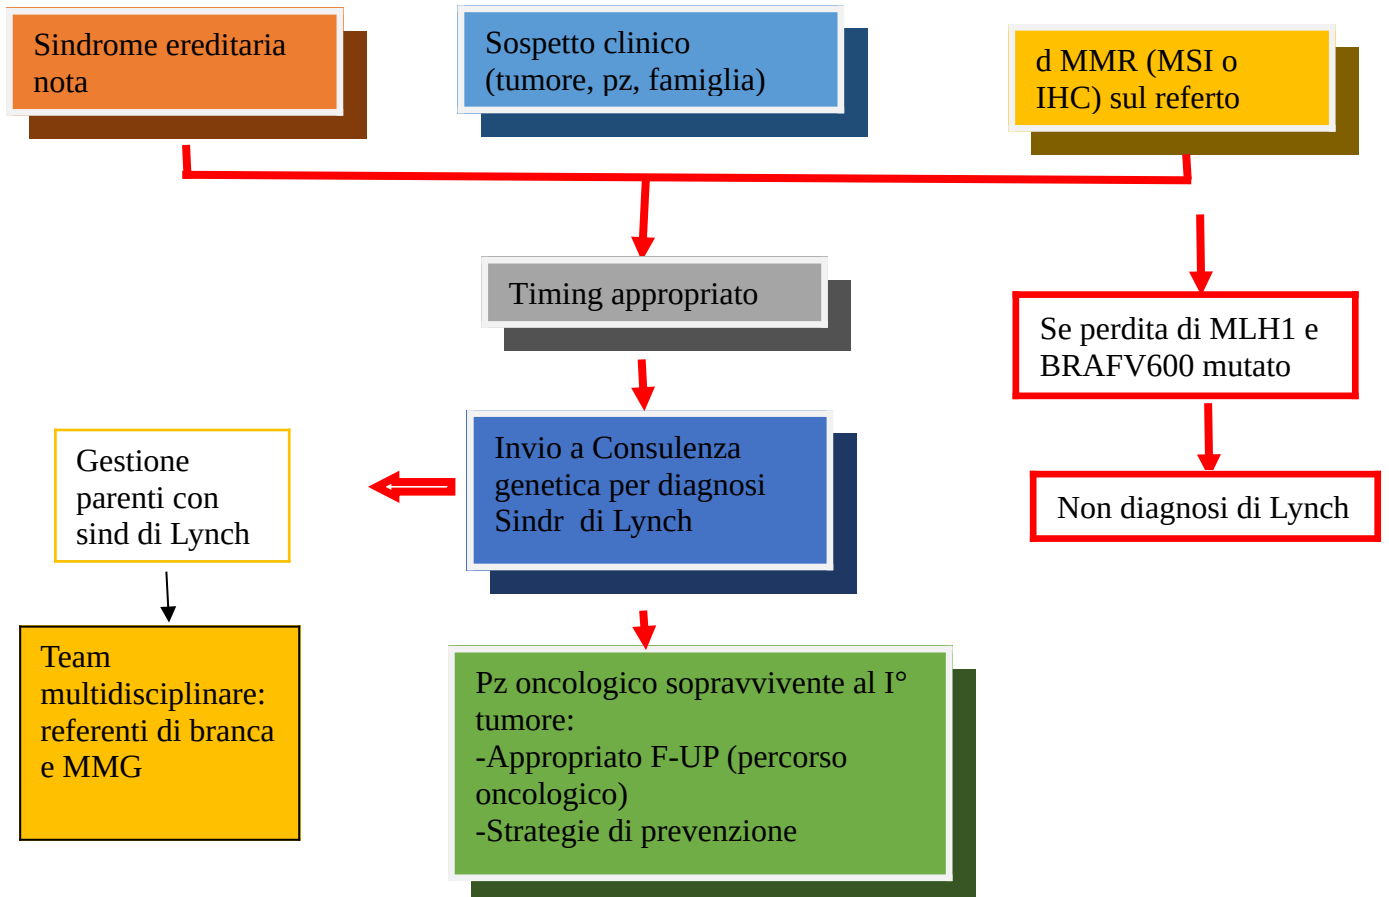 Sindrome ereditaria
nota
Sospetto clinico
(tumore, pz, famiglia)
d MMR (MSI o
IHC) sul referto
Timing appropriato
Se perdita di MLH1 e
BRAFV600 mutato
Invio a Consulenza
genetica per diagnosi
Sindr  di Lynch
Gestione
parenti con
sind di Lynch
Non diagnosi di Lynch
Team
multidisciplinare:
referenti di branca
e MMG
Pz oncologico sopravvivente al I°
tumore:
-Appropriato F-UP (percorso
oncologico)
-Strategie di prevenzione